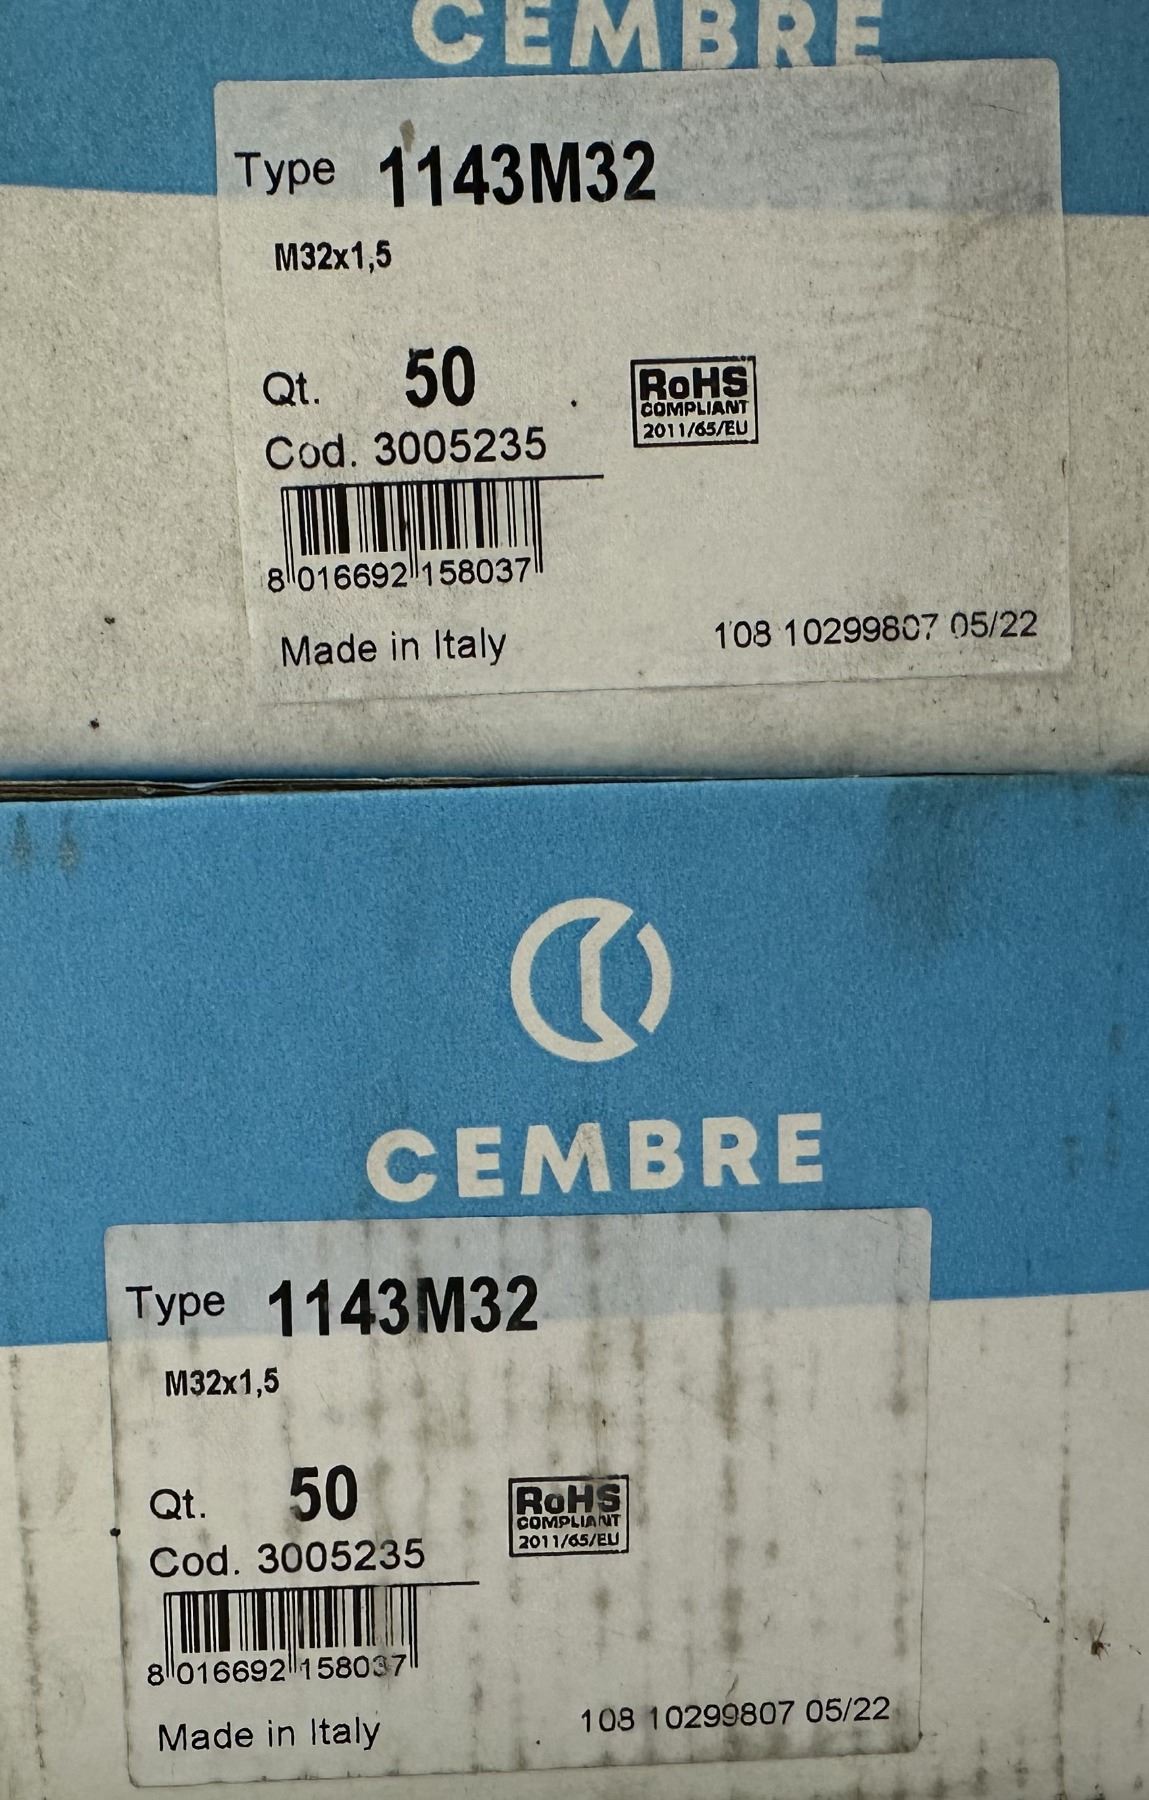 CEMBRE
Type 1143M32
M32x1,5
Qt. 50
RoHS
COMPLIANT
2011/65/EU
Cod. 3005235
8 016692 158037
Made in Italy
108 10299807 05/22
CEMBRE
Type 1143M32
M32x1,5
Qt. 50
RoHS
COMPLIANT
2011/65/EU
Cod. 3005235
8 016692 158037
Made in Italy
108 10299807 05/22